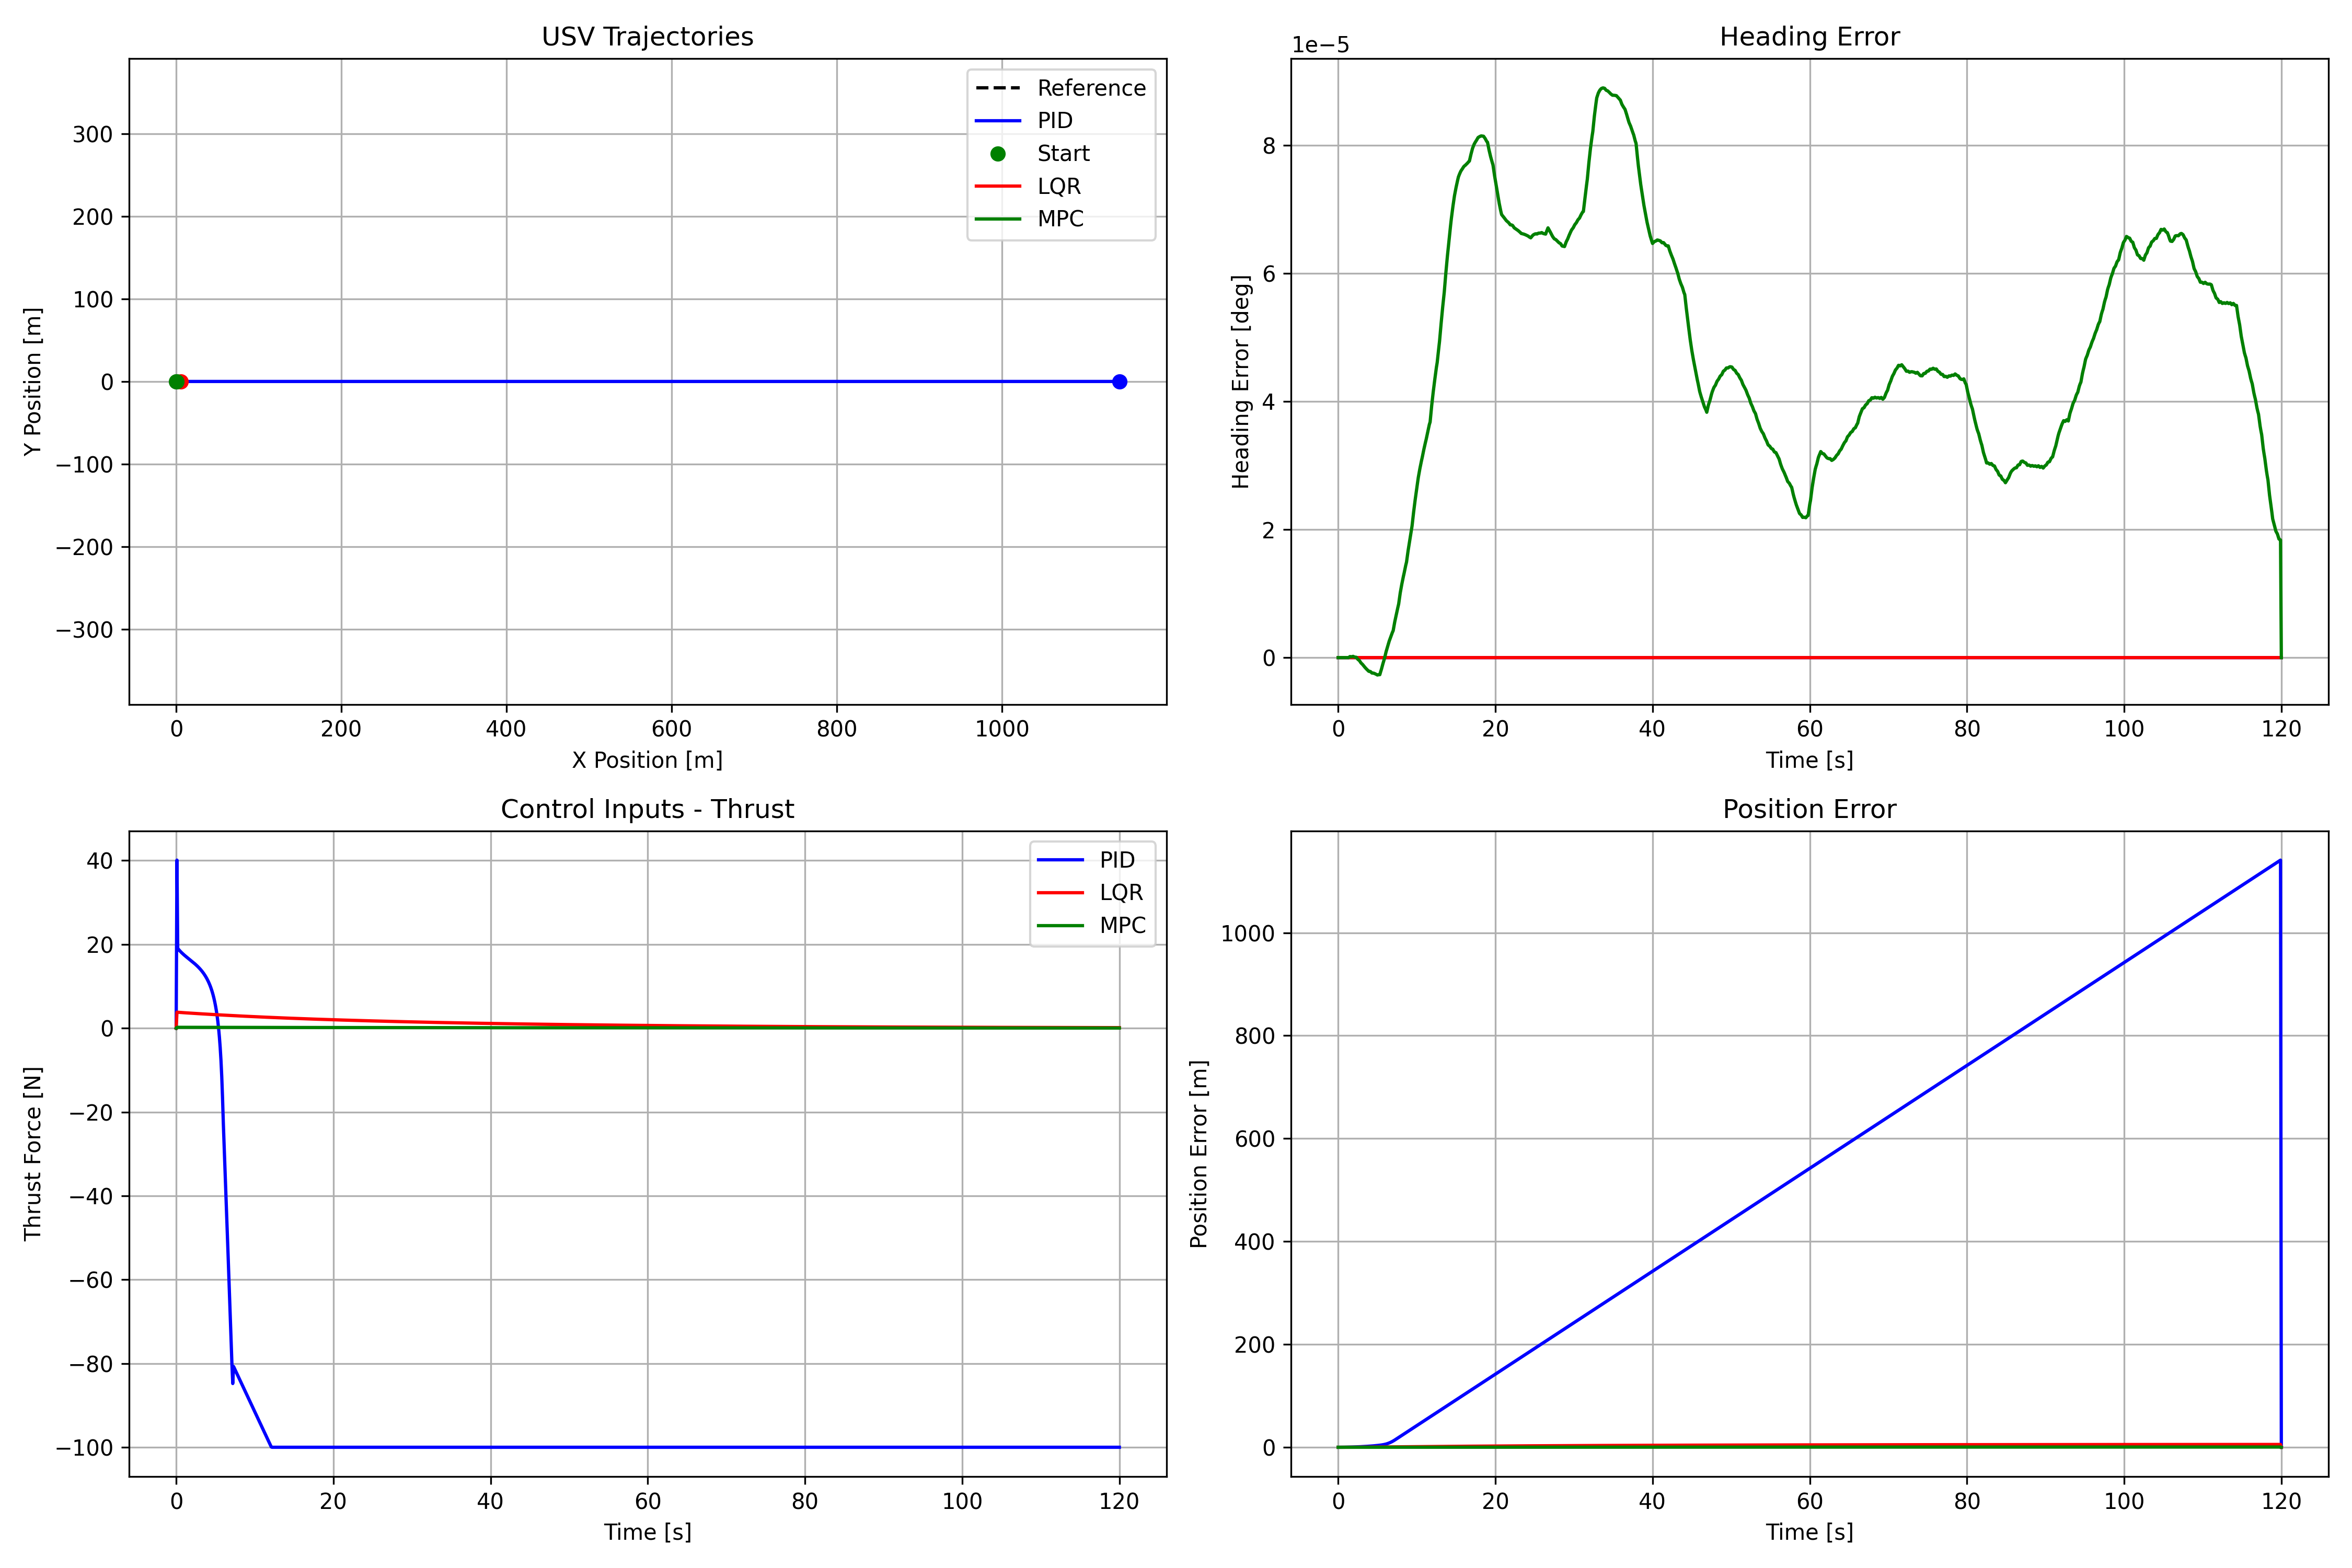 USV Trajectories
Y Position [m]
300
200
100
0
−100
−200
−300
Reference
PID
Start
LQR
MPC
0 200 400 600 800 1000
X Position [m]
Heading Error
1e−5
Heading Error [deg]
8
6
4
2
0
0 20 40 60 80 100 120
Time [s]
Control Inputs - Thrust
Thrust Force [N]
40
20
0
−20
−40
−60
−80
−100
PID
LQR
MPC
0 20 40 60 80 100 120
Time [s]
Position Error
Position Error [m]
1000
800
600
400
200
0
0 20 40 60 80 100 120
Time [s]